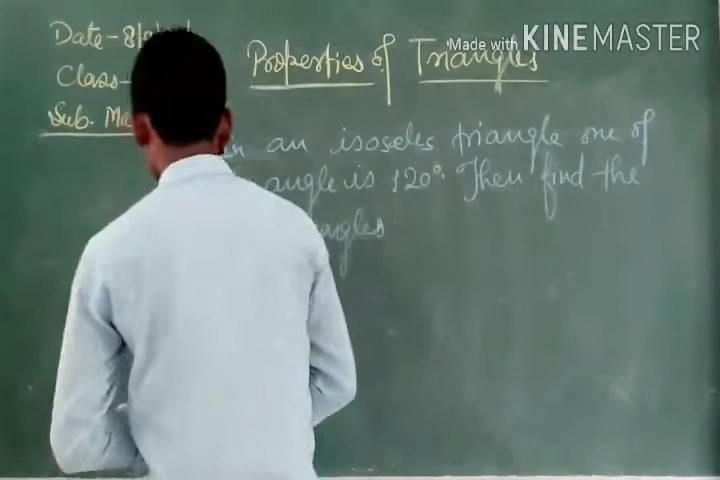 Date - 8/
Properties of Triangles
Made with KINEMASTER
Class -
Sub. Ma
In an isosceles triangle one of
angle is 120°. Then find the
angles